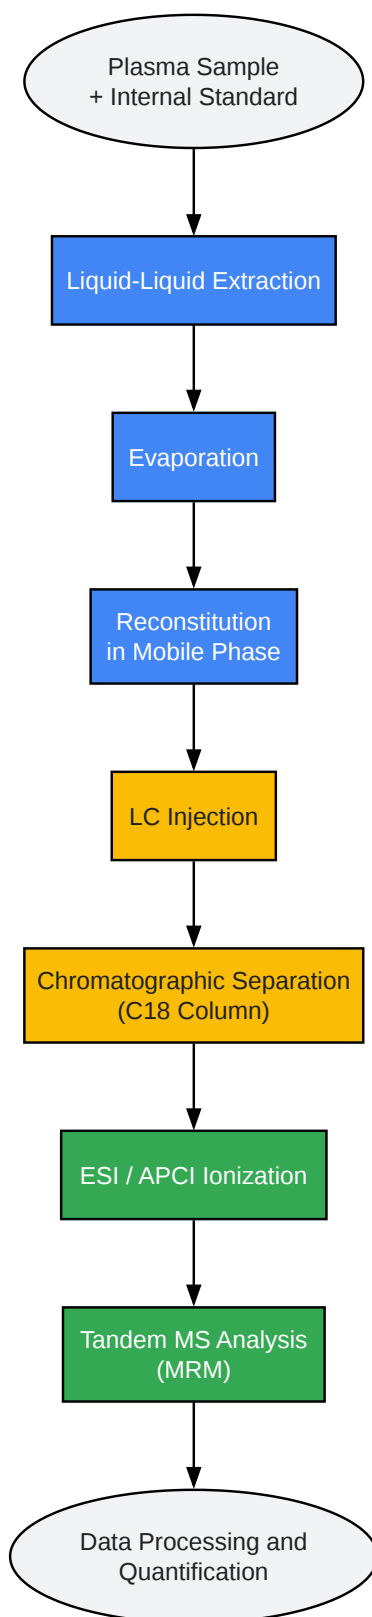 Plasma Sample
+ Internal Standard
Liquid-Liquid Extraction
Evaporation
Reconstitution
in Mobile Phase
LC Injection
Chromatographic Separation
(C18 Column)
ESI / APCI Ionization
Tandem MS Analysis
(MRM)
Data Processing and
Quantification